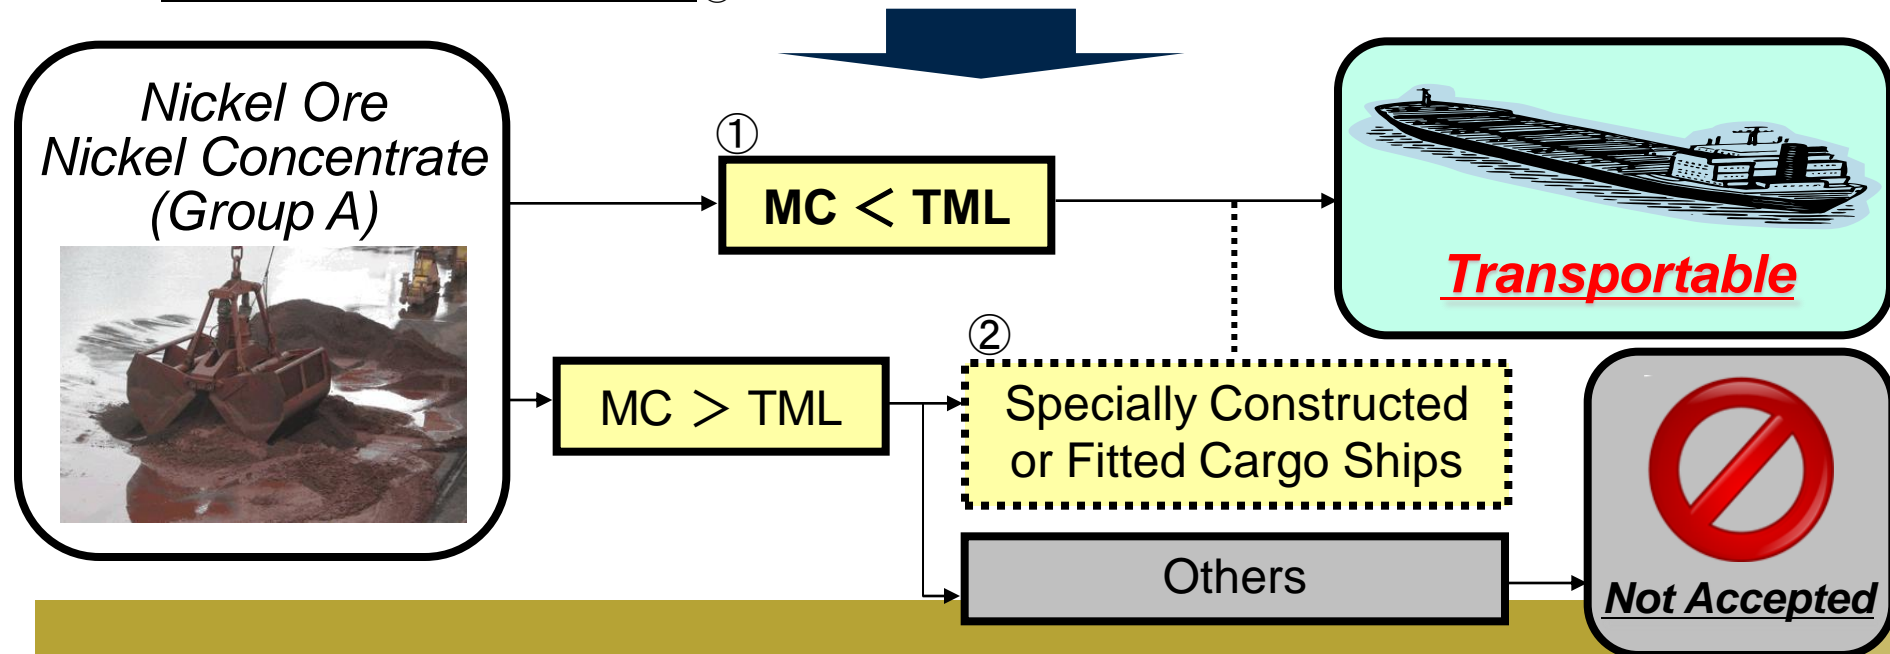 Nickel Ore
Nickel Concentrate
(Group A)
①
MC < TML
Transportable
MC > TML
②
Specially Constructed
or Fitted Cargo Ships
Others
Not Accepted